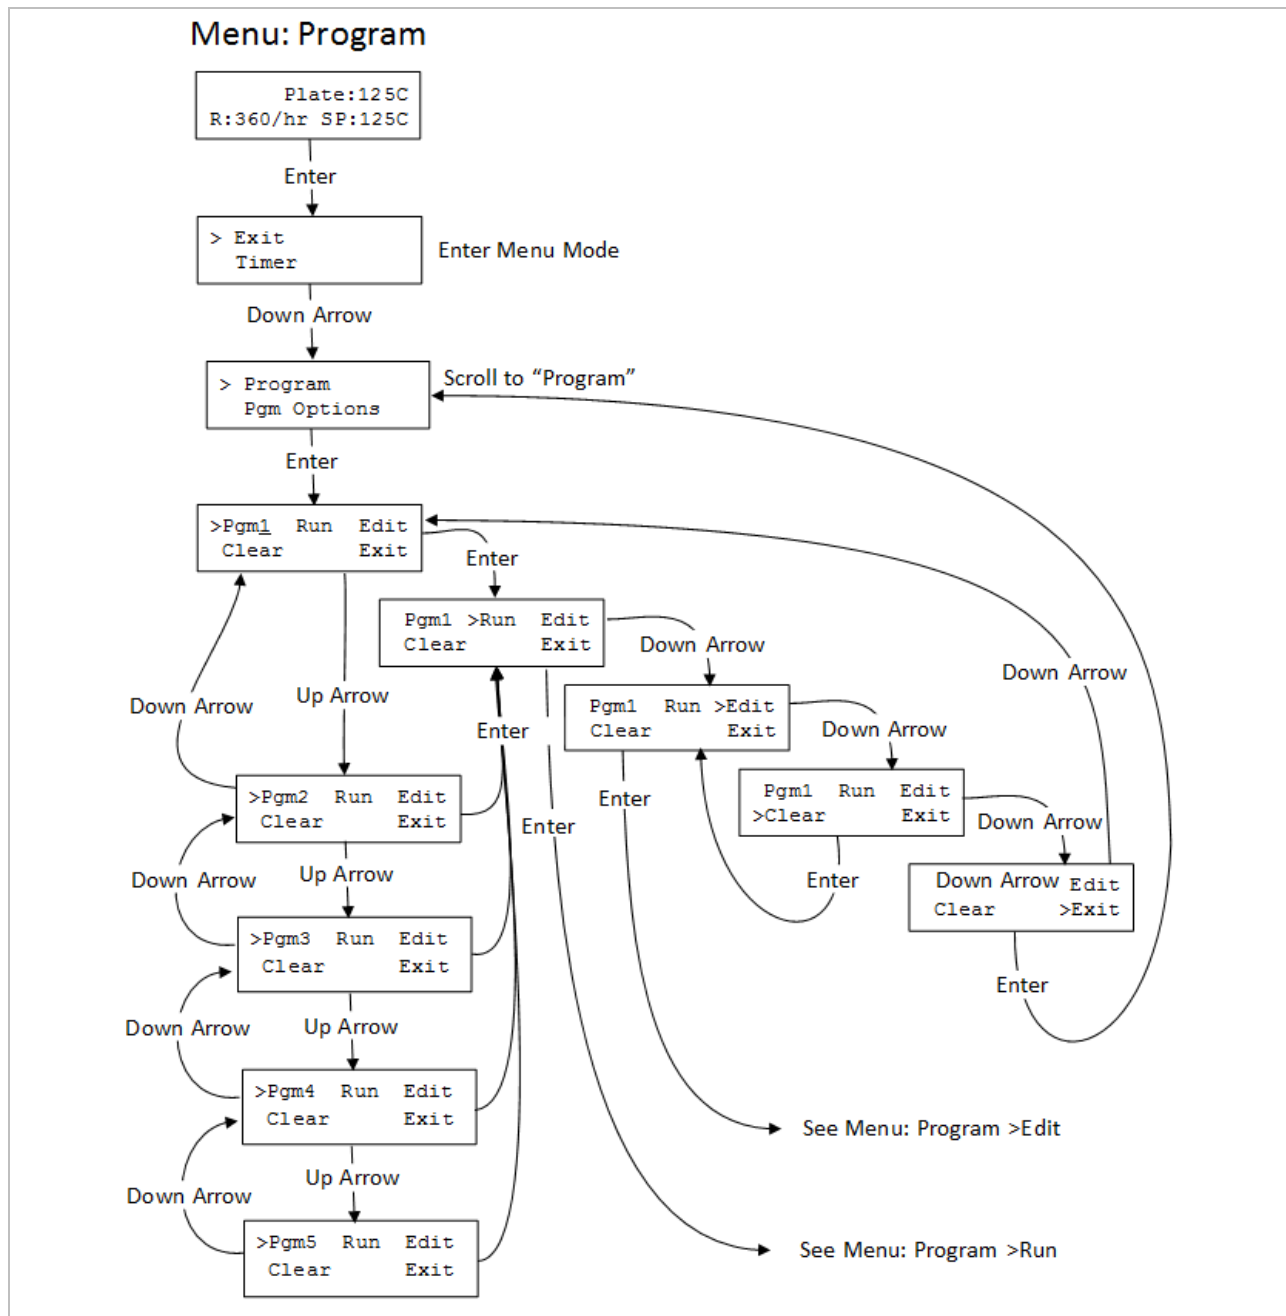 Menu: Program
Plate:125C
R:360/hr SP:125C
Enter
> Exit
Timer
Enter Menu Mode
Down Arrow
> Program
Pgm Options
Scroll to “Program”
Enter
>Pgm1 Run Edit
Clear Exit
Enter
Pgm1 >Run Edit
Clear Exit
Down Arrow
Down Arrow
Up Arrow
Down Arrow
Pgm1 Run >Edit
Clear Exit
Enter
Down Arrow
>Pgm2 Run Edit
Clear Exit
Enter
Enter
Pgm1 Run Edit
>Clear Exit
Down Arrow
Down Arrow
Up Arrow
Enter
Down Arrow Edit
Clear >Exit
>Pgm3 Run Edit
Clear Exit
Enter
Down Arrow
Up Arrow
>Pgm4 Run Edit
Clear Exit
See Menu: Program >Edit
Down Arrow
Up Arrow
>Pgm5 Run Edit
Clear Exit
See Menu: Program >Run